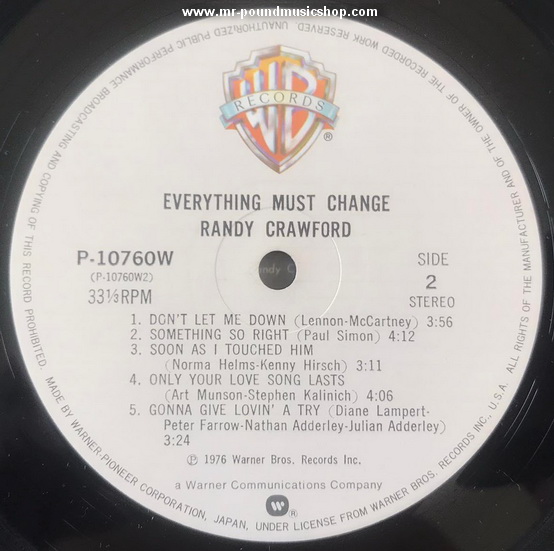 www.mr-poundmusicshop.com
WB
RECORDS
®
EVERYTHING MUST CHANGE
RANDY CRAWFORD
P-10760W
(P-10760W2)
33⅓RPM
SIDE
2
STEREO
1. DON'T LET ME DOWN (Lennon-McCartney) 3:56
2. SOMETHING SO RIGHT (Paul Simon) 4:12
3. SOON AS I TOUCHED HIM
(Norma Helms-Kenny Hirsch) 3:11
4. ONLY YOUR LOVE SONG LASTS
(Art Munson-Stephen Kalinich) 4:06
5. GONNA GIVE LOVIN' A TRY (Diane Lampert-
Peter Farrow-Nathan Adderley-Julian Adderley)
3:24
Ⓟ 1976 Warner Bros. Records Inc.
a Warner Communications Company
®
MADE BY WARNER-PIONEER CORPORATION, JAPAN, UNDER LICENSE FROM WARNER BROS. RECORDS INC., U.S.A. ALL RIGHTS OF THE MANUFACTURER AND OF THE OWNER OF THE RECORDED WORK RESERVED. UNAUTHORIZED PUBLIC PERFORMANCE BROADCASTING AND COPYING OF THIS RECORD PROHIBITED.